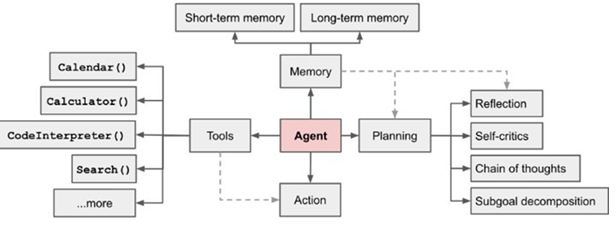 Short-term memory
Long-term memory
Calendar()
Memory
Calculator()
Reflection
CodeInterpreter()
Tools
Agent
Planning
Self-critics
Search()
Chain of thoughts
...more
Action
Subgoal decomposition